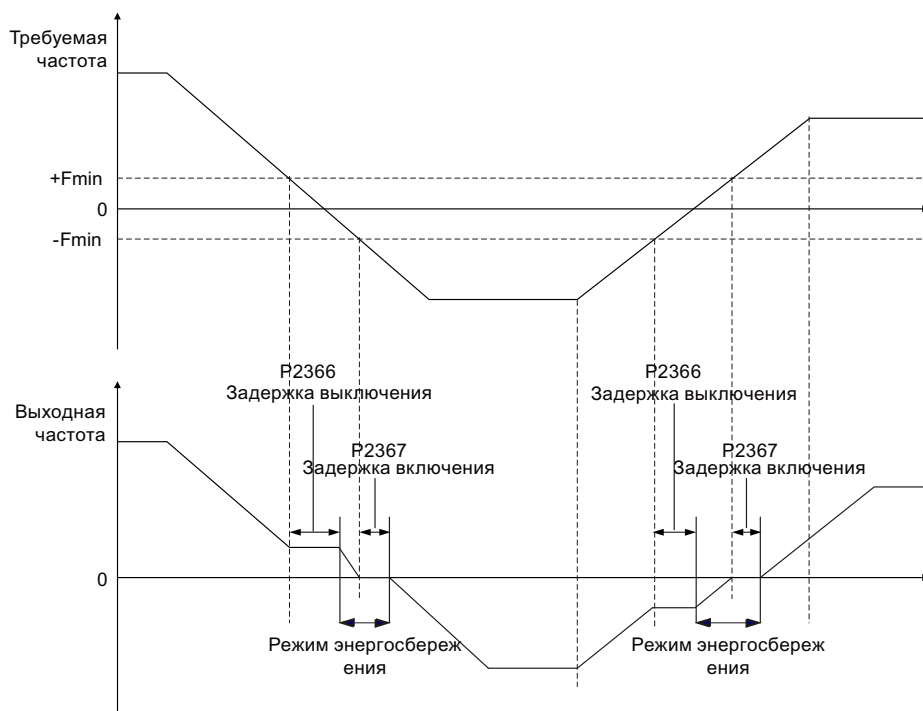 Требуемая
частота
+Fmin
0
-Fmin
P2366
Задержка выключения
P2366
Задержка выключения
Выходная
частота
P2367
Задержка включения
P2367
Задержка включения
0
Режим энергосбереж
ения
Режим энергосбереж
ения